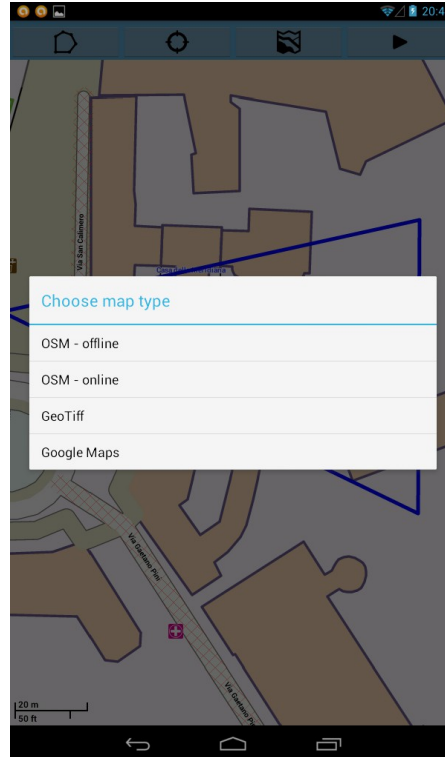 20:4
Via San Calimero
Choose map type
OSM - offline
OSM - online
GeoTiff
Google Maps
Via Gaetano Pini
Via Gaetano Pini
20 m
50 ft